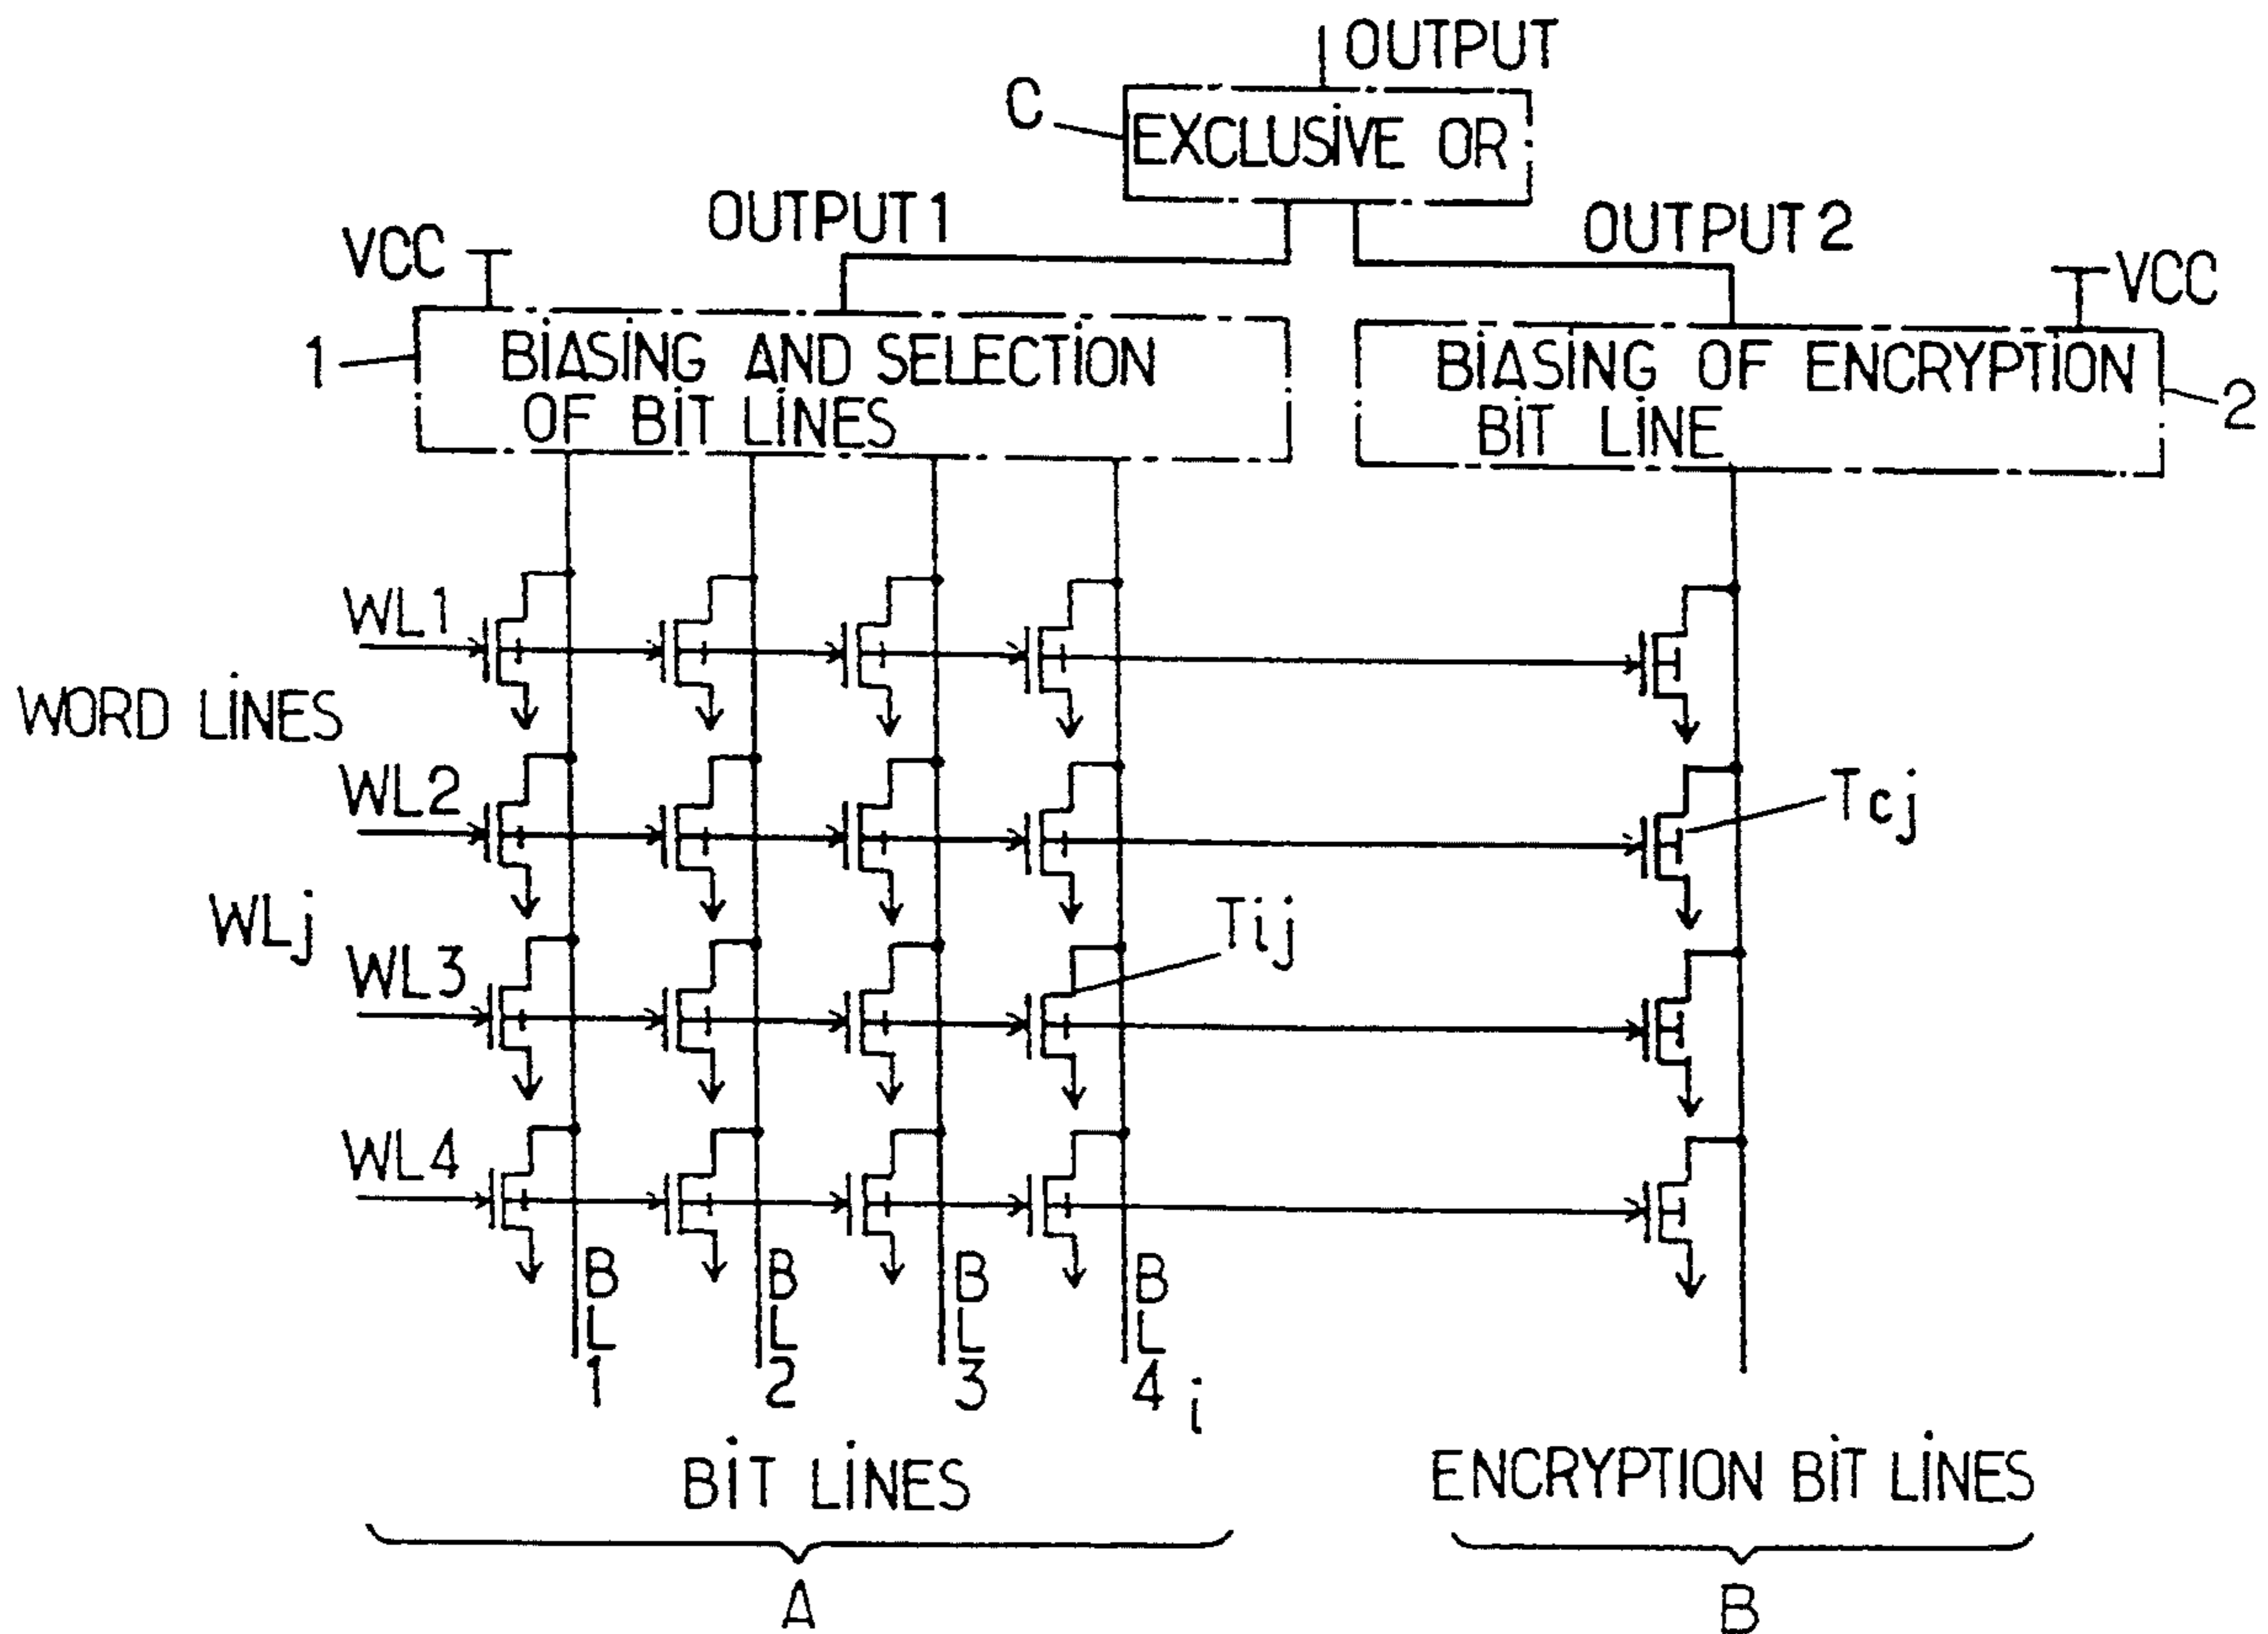 OUTPUT
C
EXCLUSIVE OR
OUTPUT 1
OUTPUT 2
VCC
VCC
1
BIASING AND SELECTION
OF BIT LINES
BIASING OF ENCRYPTION
BIT LINE
2
WL1
WORD LINES
WL2
Tcj
WLj
Tij
WL3
WL4
BL1
BL2
BL3
BL4
i
BIT LINES
ENCRYPTION BIT LINES
A
B